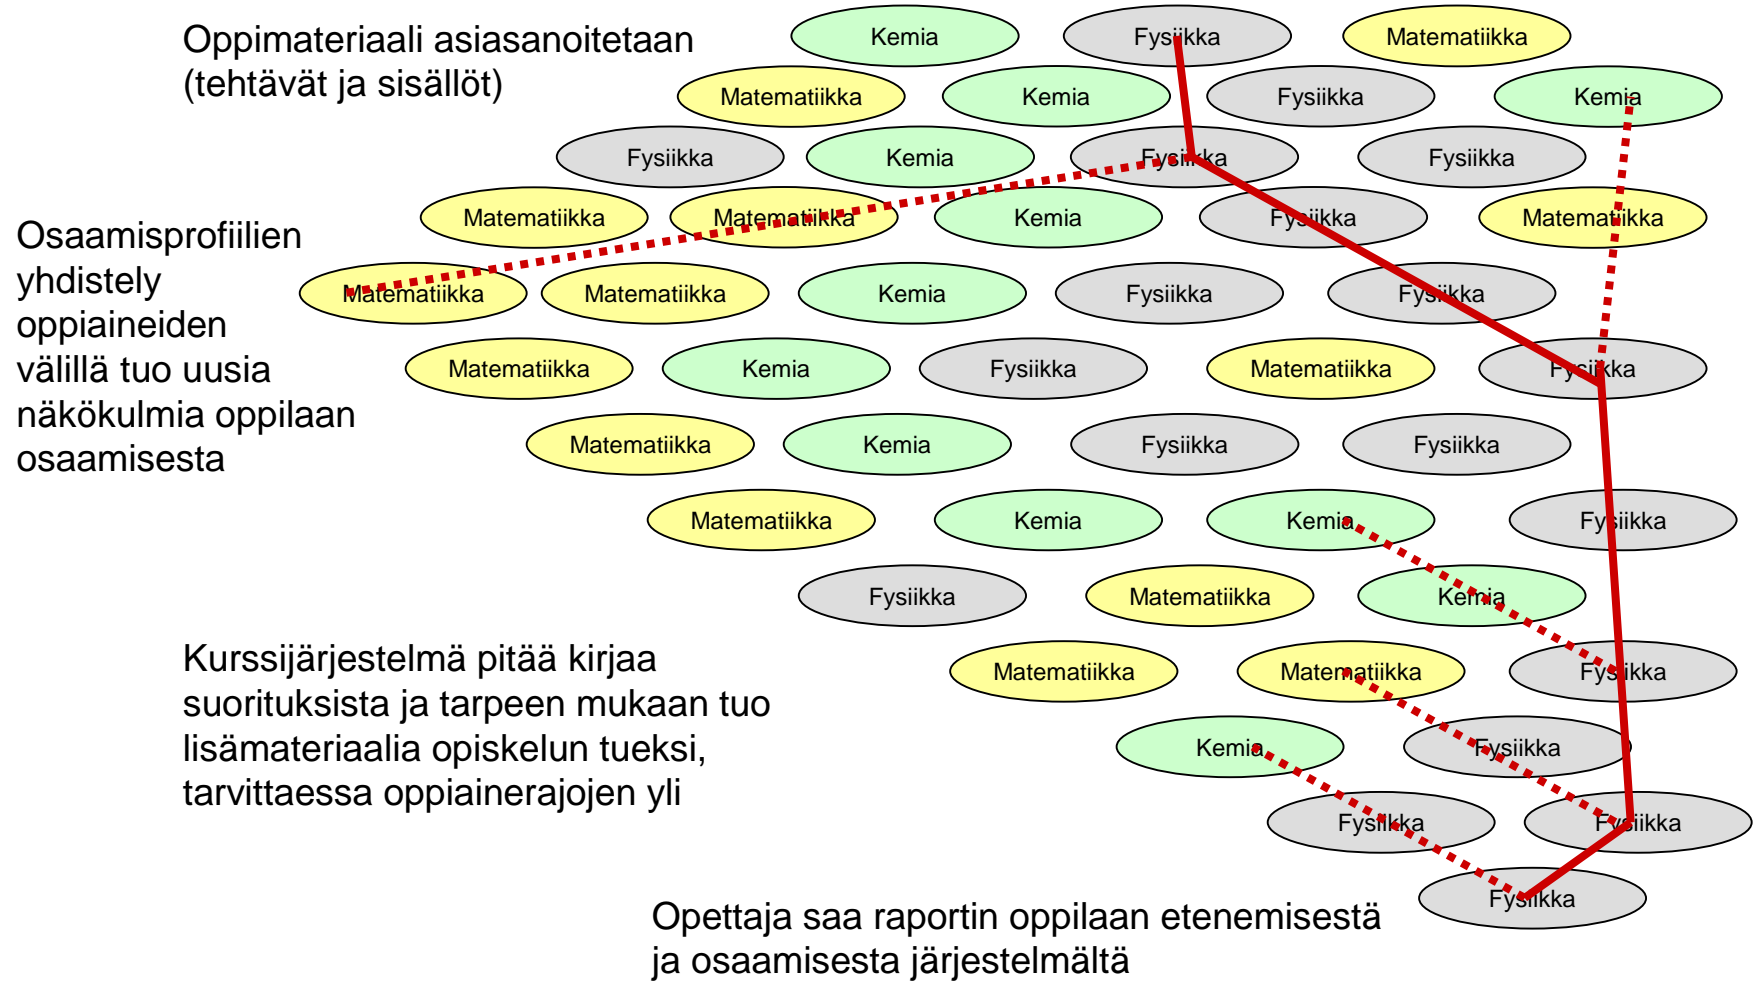 Oppimateriaali asiasanoitetaan
(tehtävät ja sisällöt)
Kemia Fysiikka Matematiikka
Matematiikka Kemia Fysiikka Kemia
Fysiikka Kemia Fysiikka Fysiikka
Matematiikka Matematiikka Kemia Fysiikka Matematiikka
Osaamisprofiilien
yhdistely
oppiaineiden
välillä tuo uusia
näkökulmia oppilaan
osaamisesta
Matematiikka Matematiikka Kemia Fysiikka Fysiikka
Matematiikka Kemia Fysiikka Matematiikka Fysiikka
Matematiikka Kemia Fysiikka Fysiikka
Matematiikka Kemia Kemia Fysiikka
Fysiikka Matematiikka Kemia
Matematiikka Matematiikka Fysiikka
Kemia Fysiikka
Fysiikka Fysiikka
Fysiikka
Kurssijärjestelmä pitää kirjaa
suorituksista ja tarpeen mukaan tuo
lisämateriaalia opiskelun tueksi,
tarvittaessa oppiainerajojen yli
Opettaja saa raportin oppilaan etenemisestä
ja osaamisesta järjestelmältä